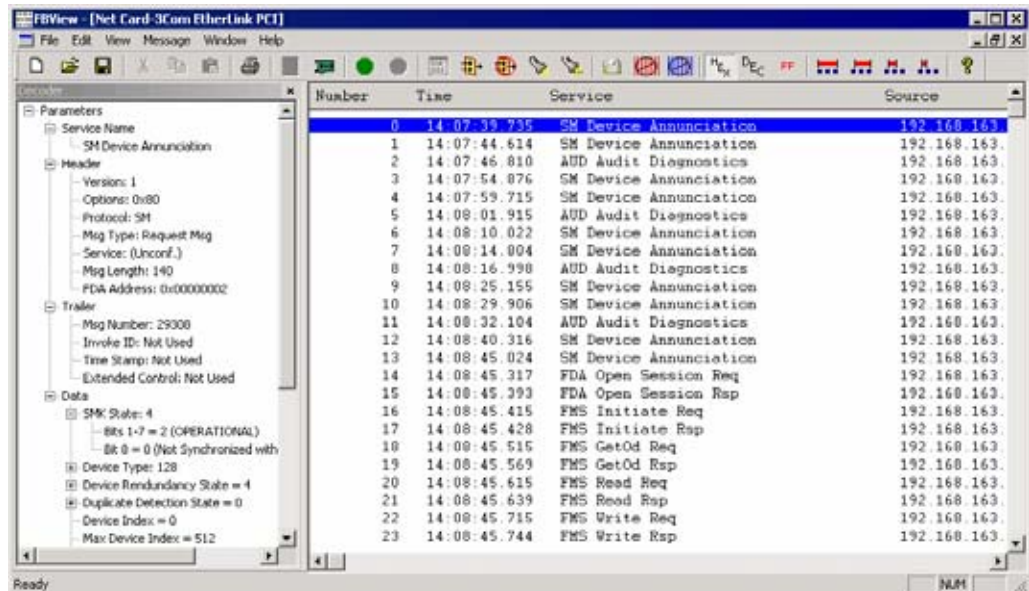 FBView - [Net Card-3Com EtherLink PCI]
File Edit View Message Window Help
HEX DEC FF
Decoder
Parameters
Service Name
SM Device Annunciation
Header
Version: 1
Options: 0x80
Protocol: SM
Msg Type: Request Msg
Service: (Unconf.)
Msg Length: 140
FDA Address: 0x00000002
Trailer
Msg Number: 29308
Invoke ID: Not Used
Time Stamp: Not Used
Extended Control: Not Used
Data
SMK State: 4
Bits 1-7 = 2 (OPERATIONAL)
Bit 0 = 0 (Not Synchronized with
Device Type: 128
Device Rendundancy State = 4
Duplicate Detection State = 0
Device Index = 0
Max Device Index = 512
Number Time Service Source
0 14:07:39.735 SM Device Annunciation 192.168.163.
1 14:07:44.614 SM Device Annunciation 192.168.163.
2 14:07:46.810 AUD Audit Diagnostics 192.168.163.
3 14:07:54.876 SM Device Annunciation 192.168.163.
4 14:07:59.715 SM Device Annunciation 192.168.163.
5 14:08:01.915 AUD Audit Diagnostics 192.168.163.
6 14:08:10.022 SM Device Annunciation 192.168.163.
7 14:08:14.804 SM Device Annunciation 192.168.163.
8 14:08:16.998 AUD Audit Diagnostics 192.168.163.
9 14:08:25.155 SM Device Annunciation 192.168.163.
10 14:08:29.906 SM Device Annunciation 192.168.163.
11 14:08:32.104 AUD Audit Diagnostics 192.168.163.
12 14:08:40.316 SM Device Annunciation 192.168.163.
13 14:08:45.024 SM Device Annunciation 192.168.163.
14 14:08:45.317 FDA Open Session Req 192.168.163.
15 14:08:45.393 FDA Open Session Rsp 192.168.163.
16 14:08:45.415 FMS Initiate Req 192.168.163.
17 14:08:45.428 FMS Initiate Rsp 192.168.163.
18 14:08:45.515 FMS GetOd Req 192.168.163.
19 14:08:45.569 FMS GetOd Rsp 192.168.163.
20 14:08:45.615 FMS Read Req 192.168.163.
21 14:08:45.639 FMS Read Rsp 192.168.163.
22 14:08:45.715 FMS Write Req 192.168.163.
23 14:08:45.744 FMS Write Rsp 192.168.163.
Ready NUM